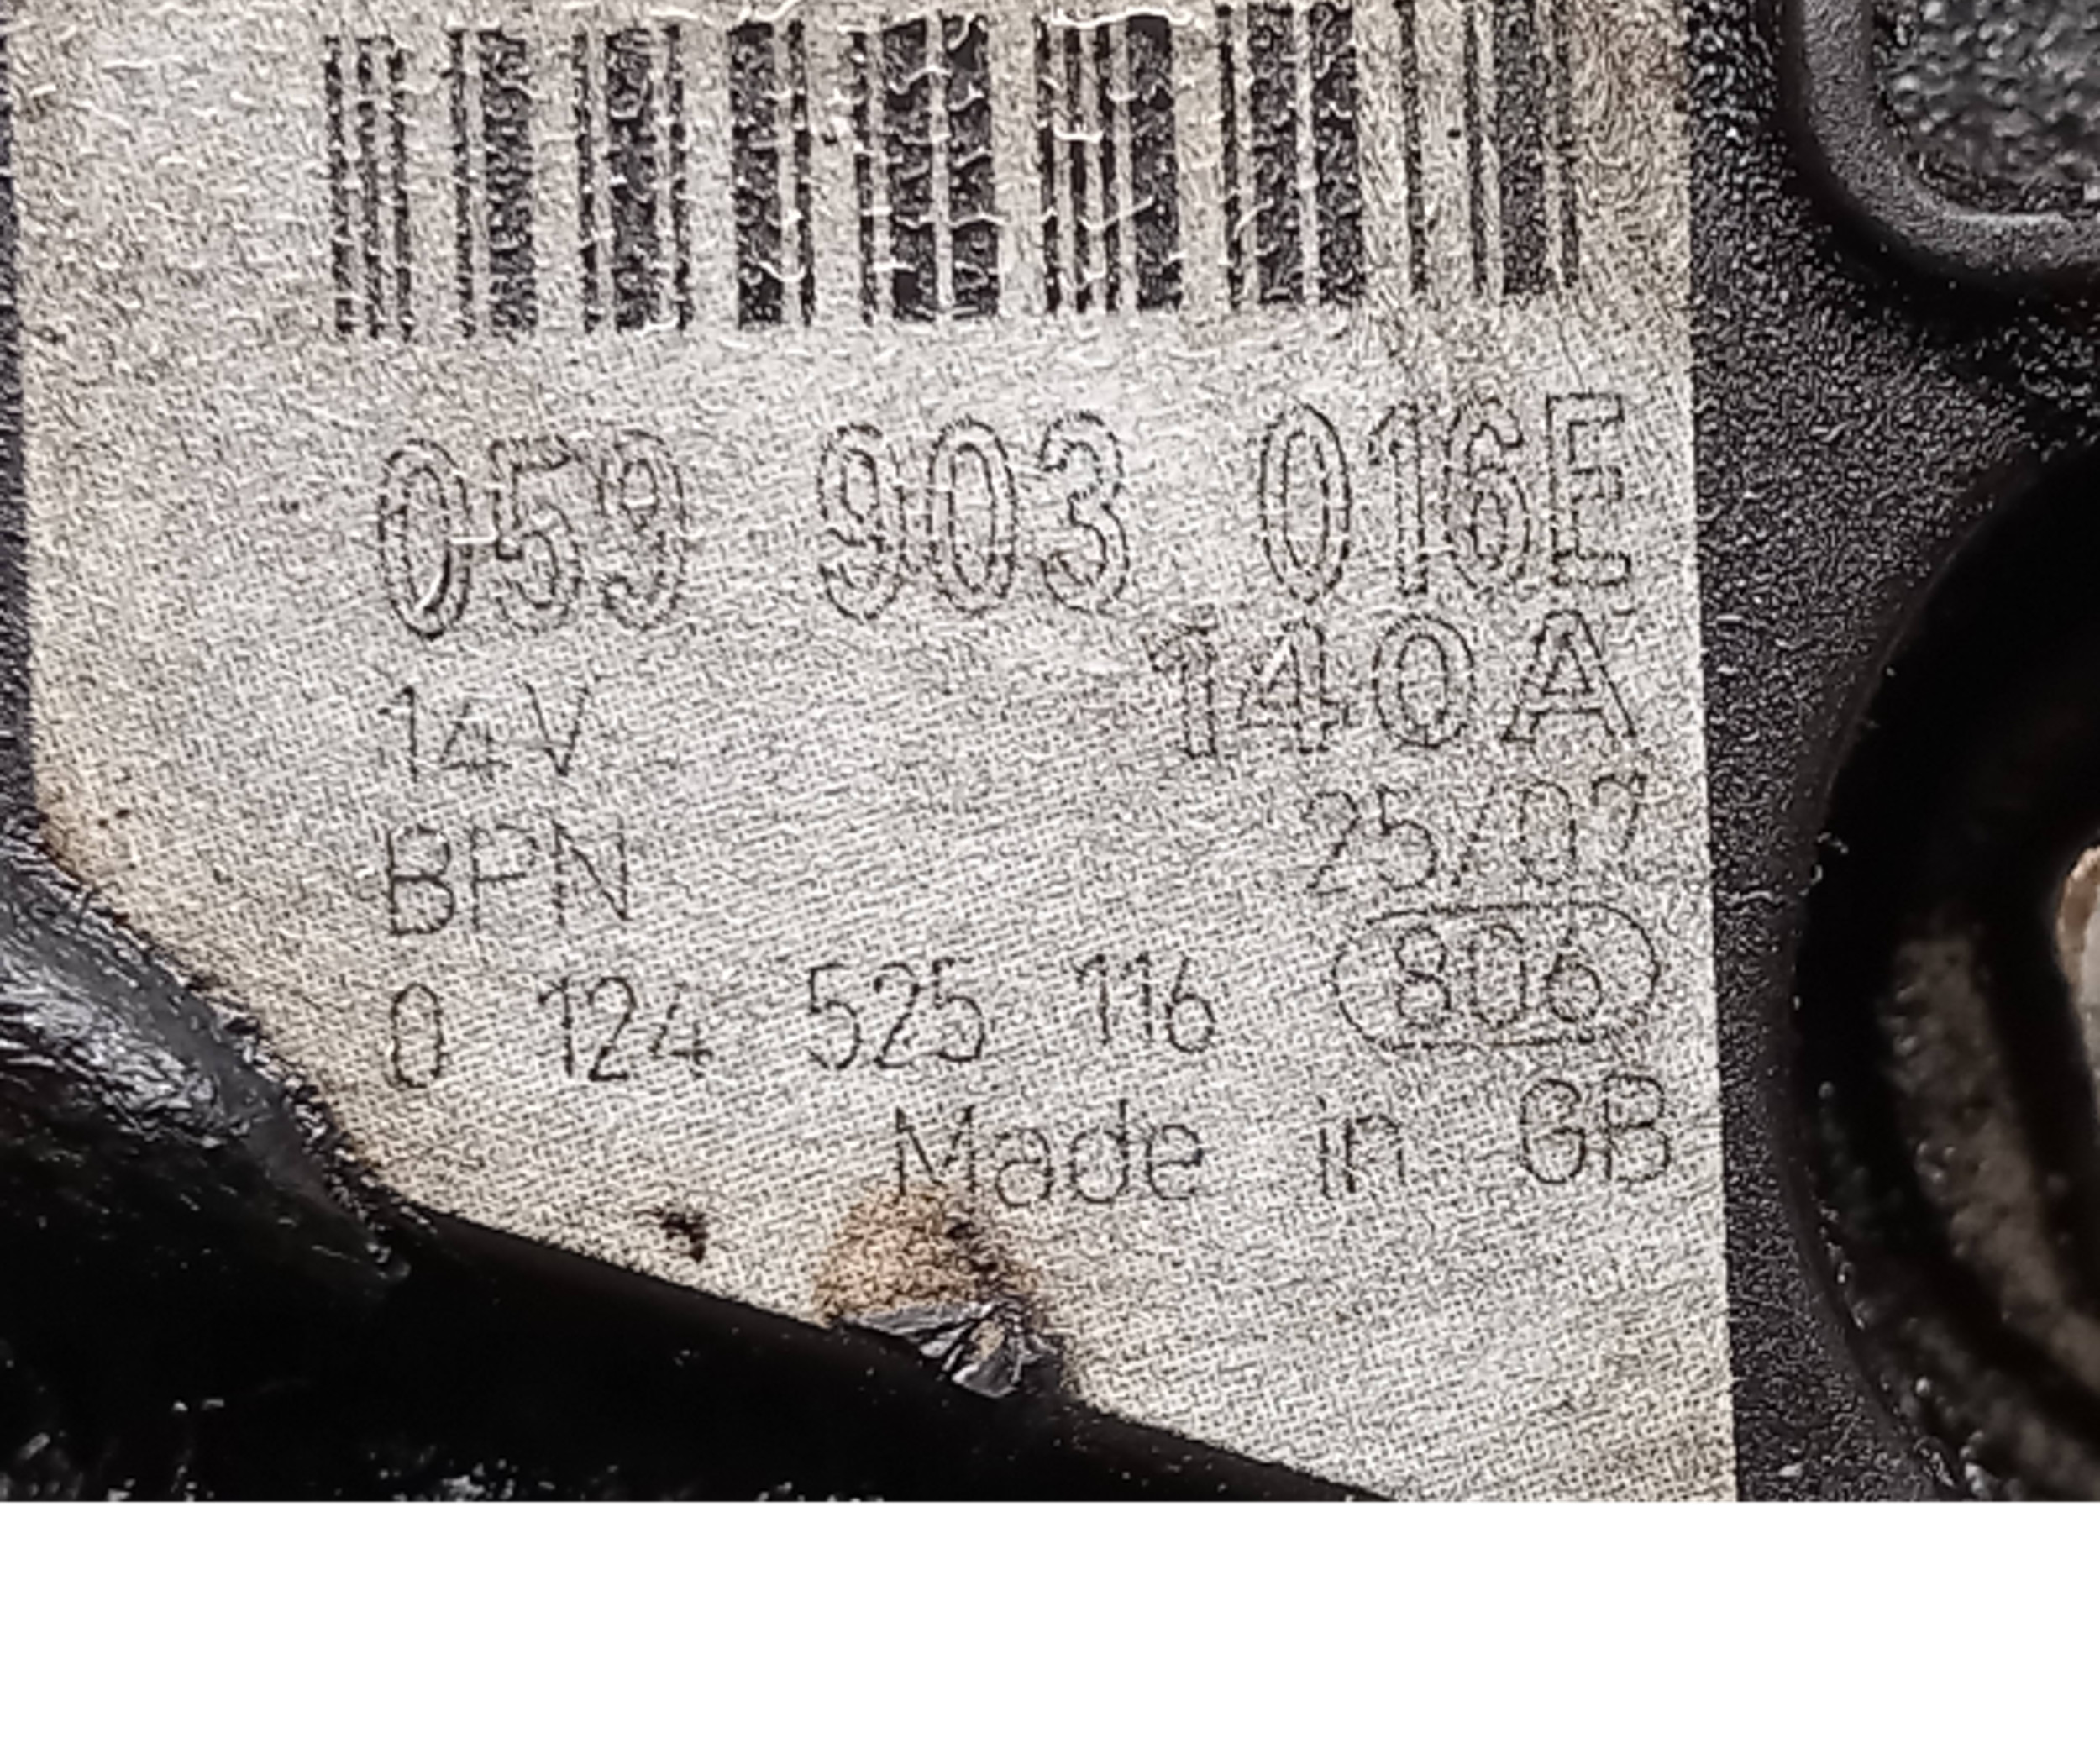 059 903 016E
14V 140A
BPN 25/07
0 124 525 116 806
Made in GB